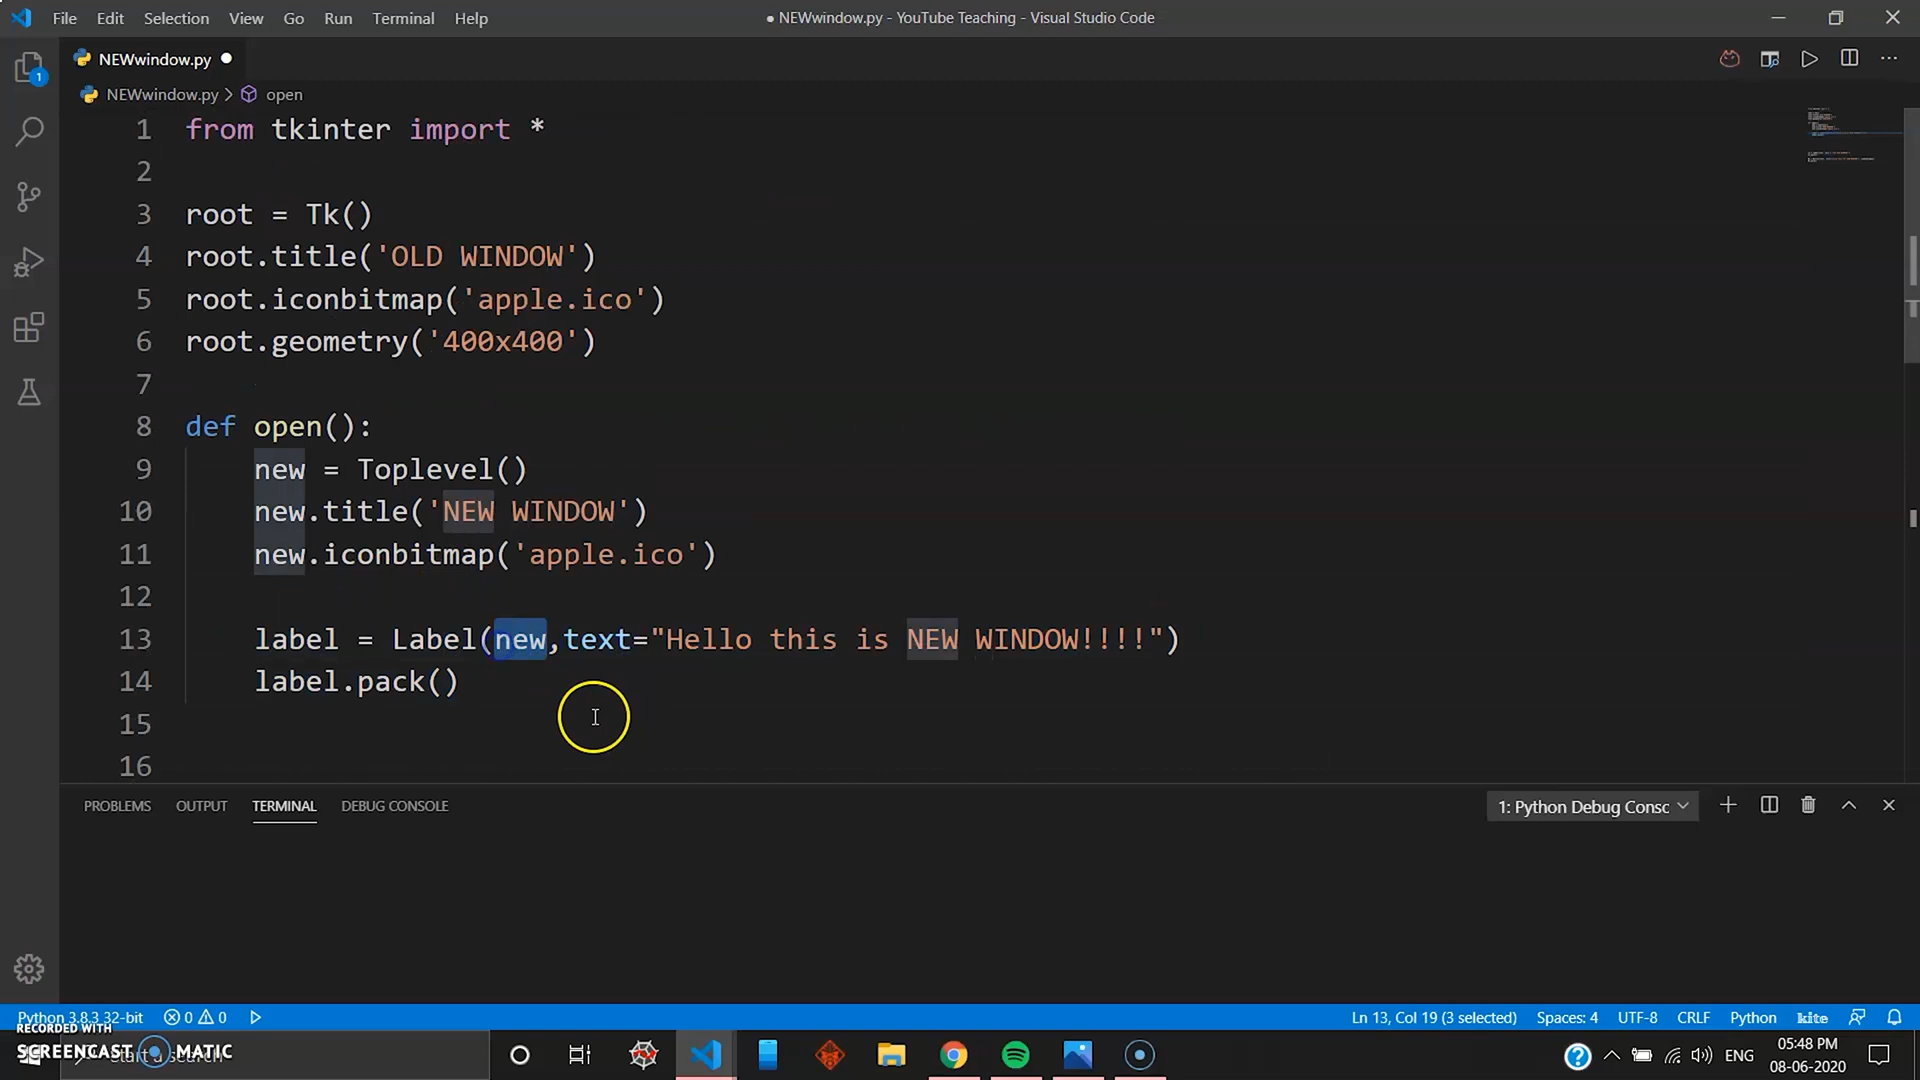 File Edit Selection View Go Run Terminal Help
● NEWwindow.py - YouTube Teaching - Visual Studio Code
NEWwindow.py ●
NEWwindow.py > open
1 from tkinter import *
2
3 root = Tk()
4 root.title('OLD WINDOW')
5 root.iconbitmap('apple.ico')
6 root.geometry('400x400')
7
8 def open():
9 new = Toplevel()
10 new.title('NEW WINDOW')
11 new.iconbitmap('apple.ico')
12
13 label = Label(new,text="Hello this is NEW WINDOW!!!!")
14 label.pack()
15
16
1
PROBLEMS OUTPUT TERMINAL DEBUG CONSOLE
1: Python Debug Consc
Python 3.8.3 32-bit 0 0
Ln 13, Col 19 (3 selected) Spaces: 4 UTF-8 CRLF Python kite
RECORDED WITH
SCREENCAST MATIC
Start a search
ENG
05:48 PM
08-06-2020